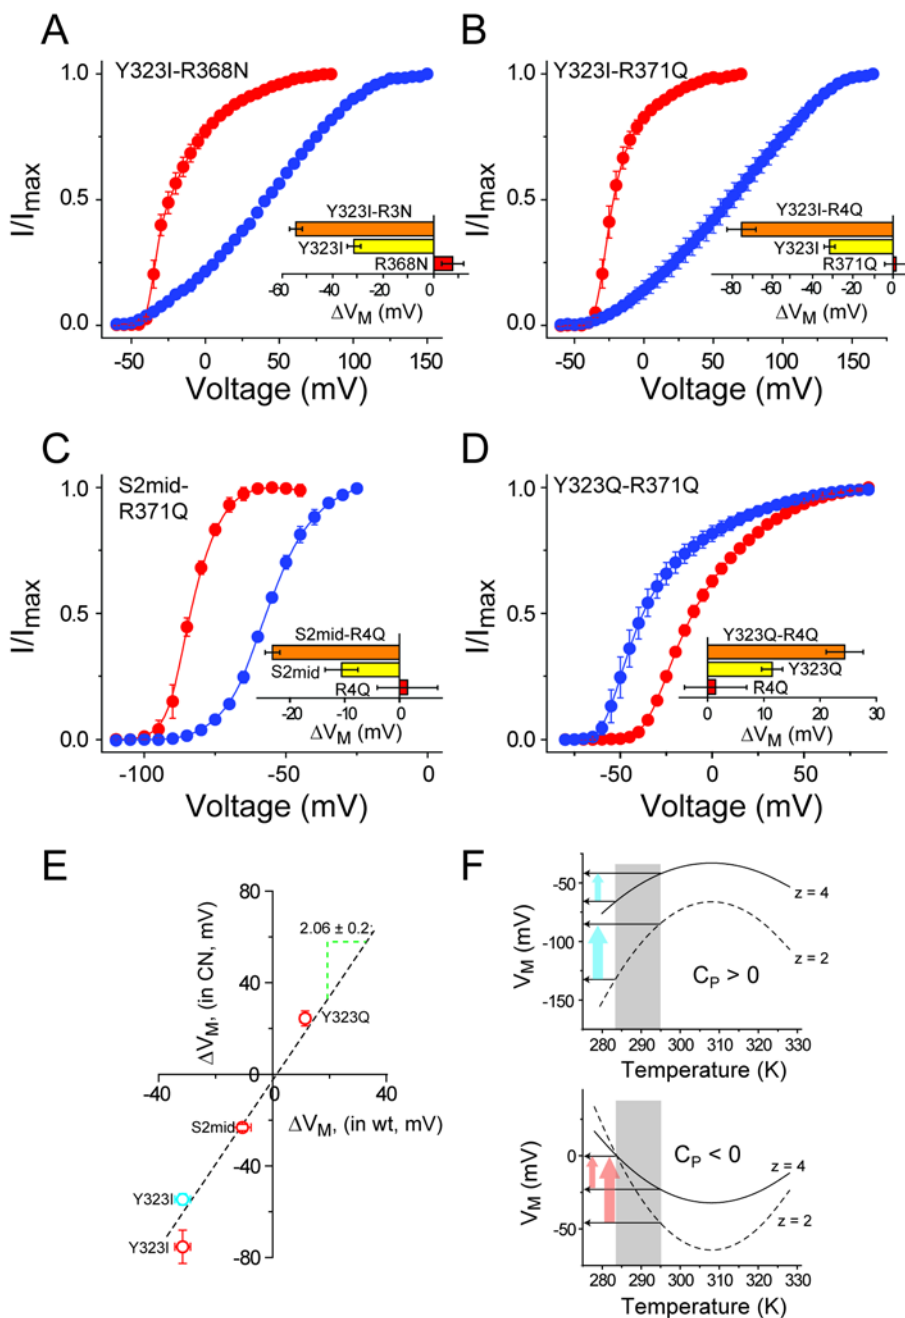 A
Y323I-R368N
1.0
0.5
0.0
I/Imax
Y323I-R3N
Y323I
R368N
-60 -40 -20 0
ΔVM (mV)
-50 0 50 100 150
Voltage (mV)
B
Y323I-R371Q
1.0
0.5
0.0
I/Imax
Y323I-R4Q
Y323I
R371Q
-80 -60 -40 -20 0
ΔVM (mV)
-50 0 50 100 150
Voltage (mV)
C
S2mid-
R371Q
1.0
0.5
0.0
I/Imax
S2mid-R4Q
S2mid
R4Q
-20 -10 0
ΔVM (mV)
-100 -50 0
Voltage (mV)
D
Y323Q-R371Q
1.0
0.5
0.0
I/Imax
Y323Q-R4Q
Y323Q
R4Q
0 10 20 30
ΔVM (mV)
-50 0 50
Voltage (mV)
E
80
2.06 ± 0.2
40
Y323Q
ΔVM, (in CN, mV)
-40 0 40
S2mid
ΔVM, (in wt, mV)
-40
Y323I
Y323I
-80
F
-50
-100
-150
VM (mV)
z = 4
z = 2
CP > 0
280 290 300 310 320 330
Temperature (K)
0
-50
VM (mV)
CP < 0
z = 4
z = 2
280 290 300 310 320 330
Temperature (K)